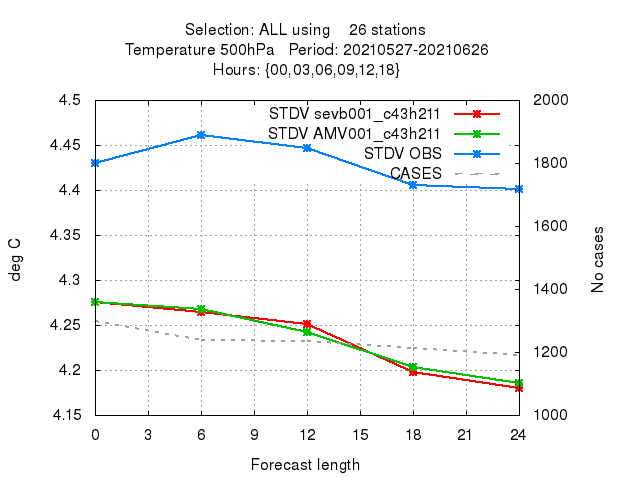 Selection: ALL using    26 stations
Temperature 500hPa   Period: 20210527-20210626
Hours: {00,03,06,09,12,18}
STDV sevb001_c43h211
STDV AMV001_c43h211
STDV OBS
CASES
4.5
4.45
4.4
4.35
4.3
4.25
4.2
4.15
deg C
2000
1800
1600
1400
1200
1000
No cases
0 3 6 9 12 15 18 21 24
Forecast length